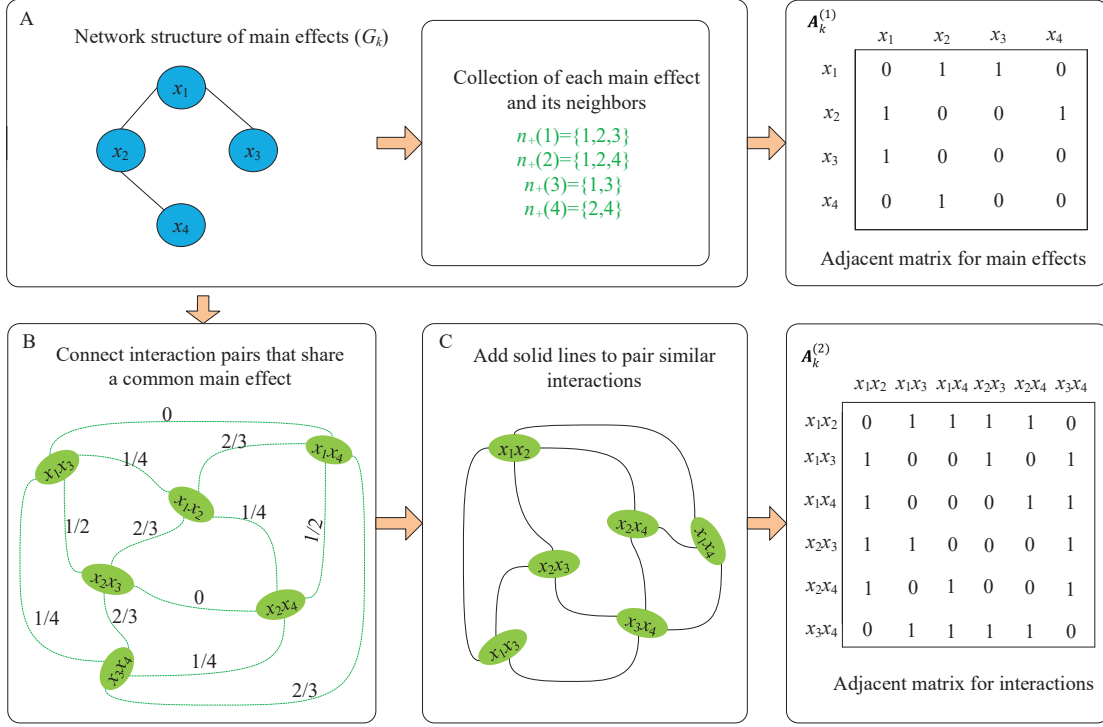 A
Network structure of main effects (G_k)
x₁
x₂
x₃
x₄
Collection of each main effect
and its neighbors
n₊(1)={1,2,3}
n₊(2)={1,2,4}
n₊(3)={1,3}
n₊(4)={2,4}
A_k^(1)
x₁ x₂ x₃ x₄
x₁ 0 1 1 0
x₂ 1 0 0 1
x₃ 1 0 0 0
x₄ 0 1 0 0
Adjacent matrix for main effects
B
Connect interaction pairs that share
a common main effect
0
2/3
x₁x₄
1/4
x₁x₃
x₁x₂
1/2
2/3
1/4
1/2
x₂x₃
0
x₂x₄
1/4
2/3
x₃x₄
1/4
2/3
C
Add solid lines to pair similar
interactions
x₁x₂
x₂x₄
x₁x₄
x₂x₃
x₃x₄
x₁x₃
A_k^(2)
x₁x₂ x₁x₃ x₁x₄ x₂x₃ x₂x₄ x₃x₄
x₁x₂ 0 1 1 1 1 0
x₁x₃ 1 0 0 1 0 1
x₁x₄ 1 0 0 0 1 1
x₂x₃ 1 1 0 0 0 1
x₂x₄ 1 0 1 0 0 1
x₃x₄ 0 1 1 1 1 0
Adjacent matrix for interactions